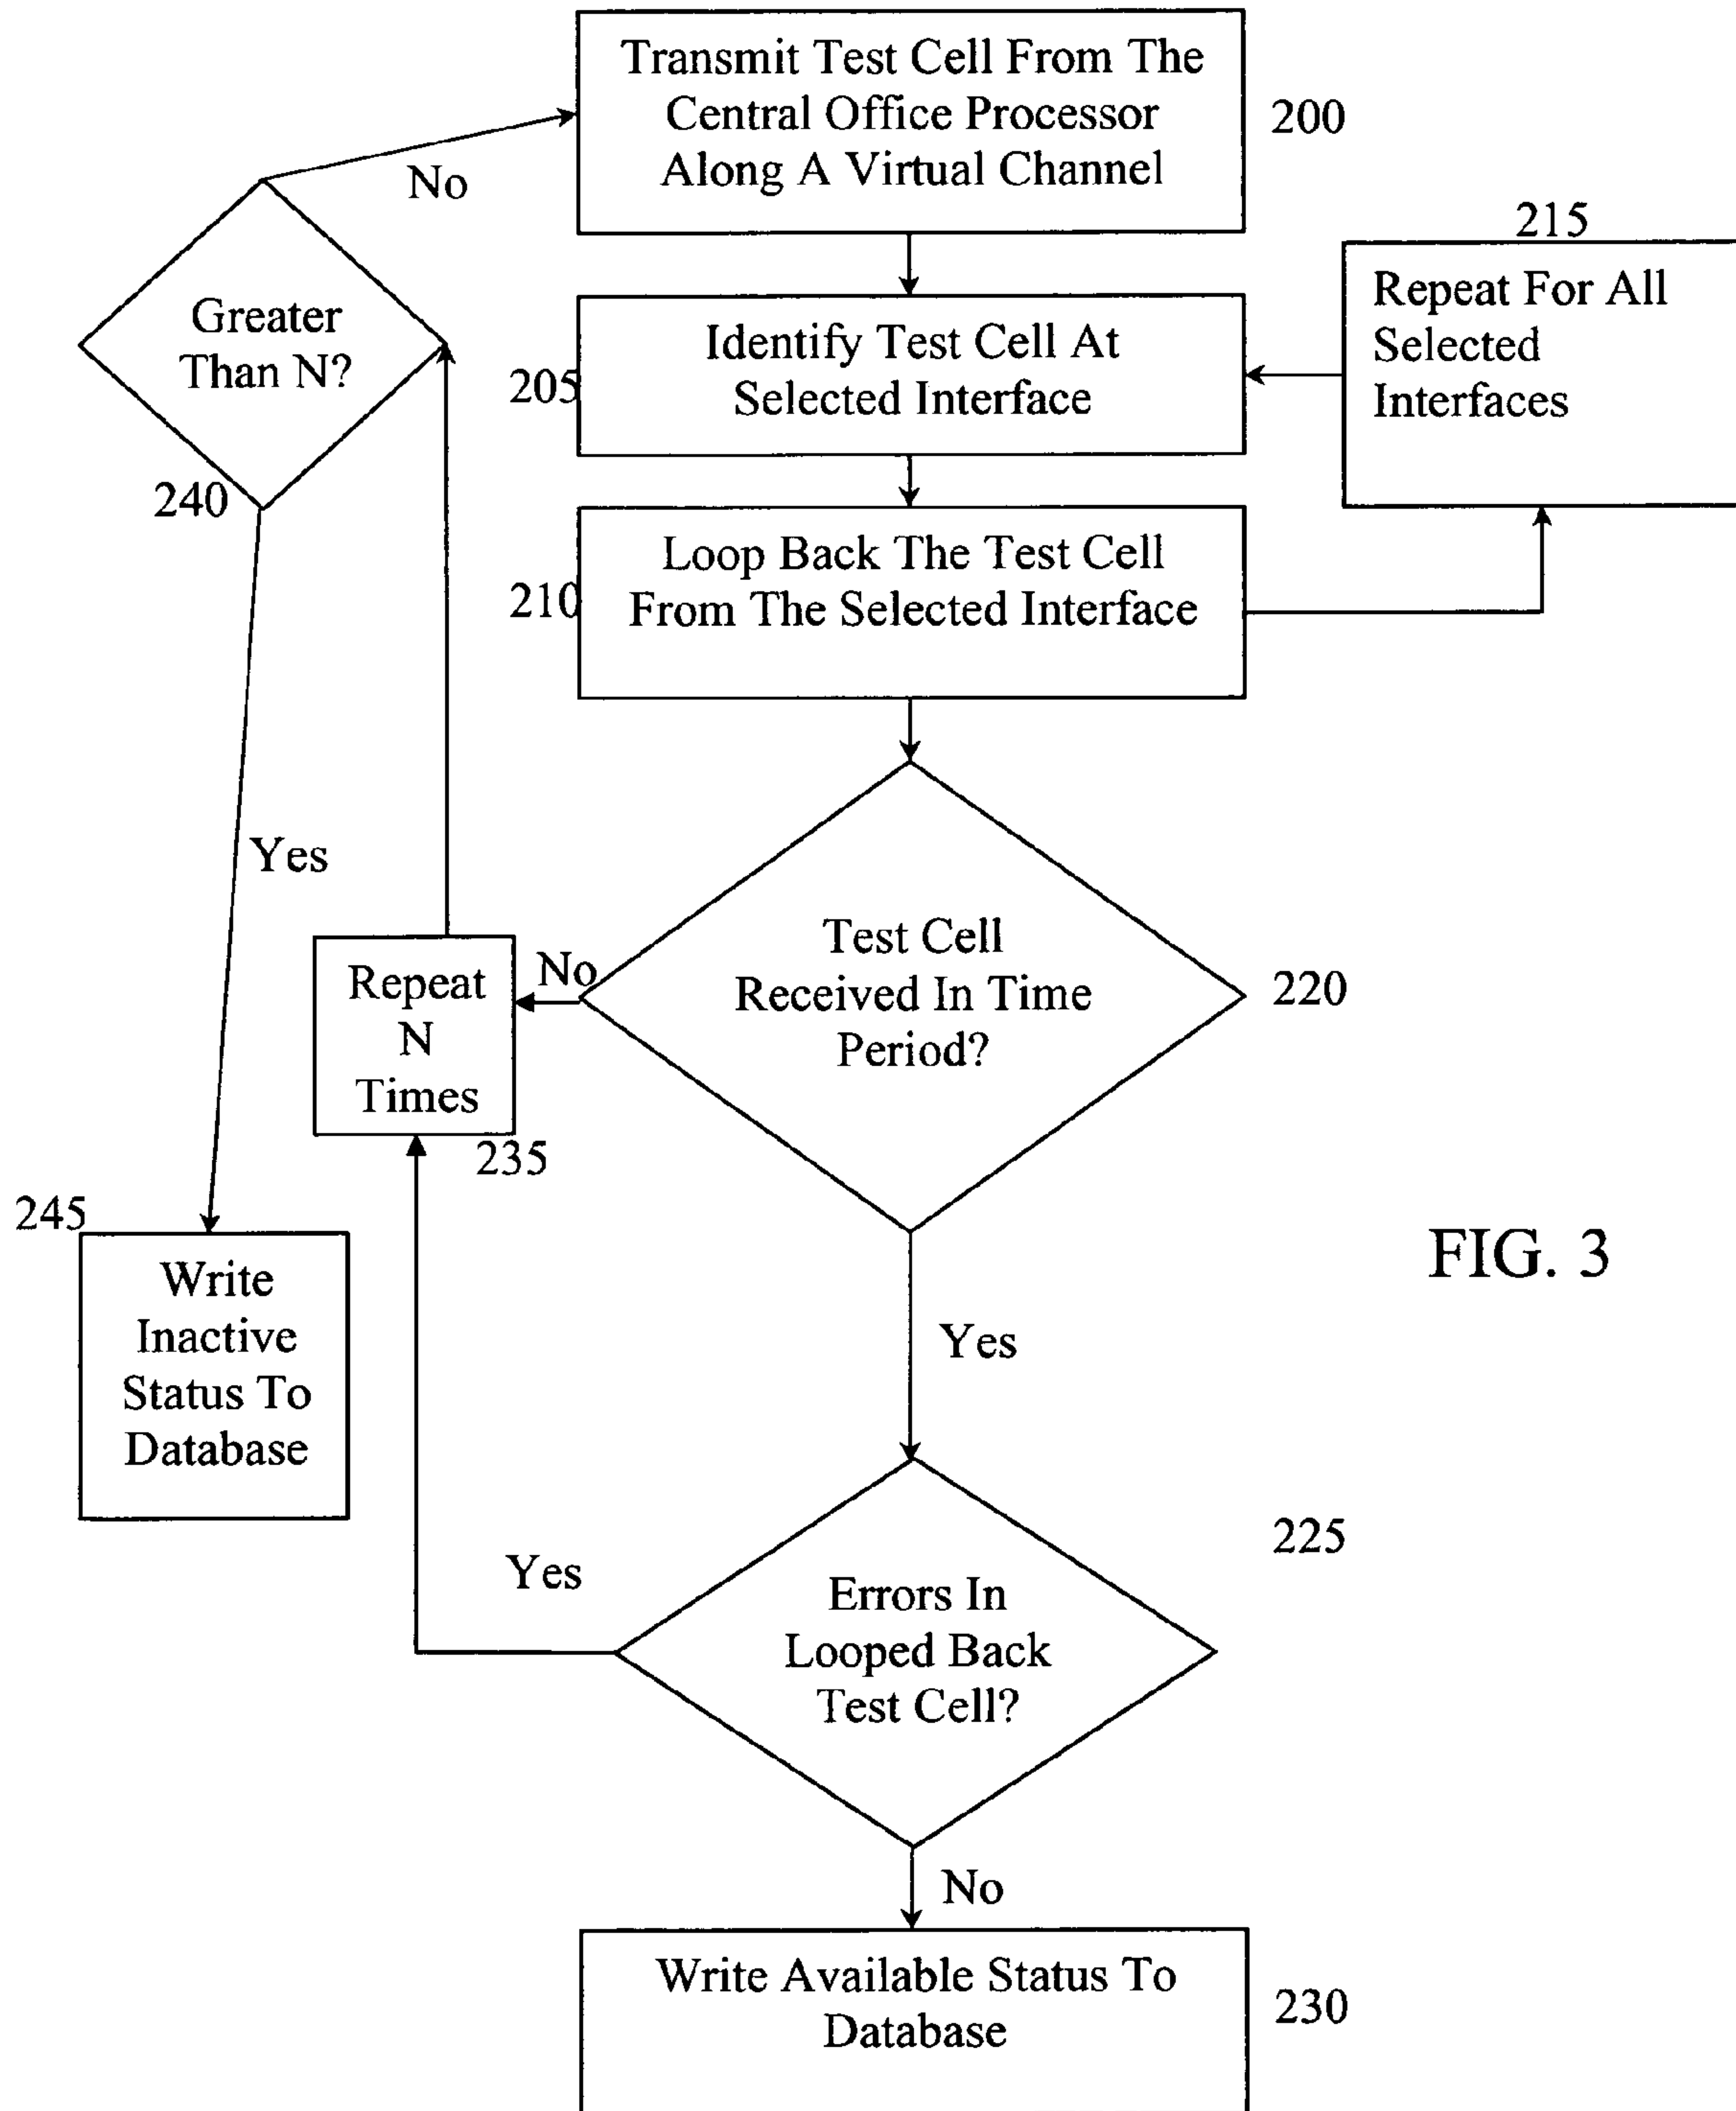 Transmit Test Cell From The
Central Office Processor
Along A Virtual Channel
200
No
215
Repeat For All
Selected
Interfaces
Greater
Than N?
240
Identify Test Cell At
Selected Interface
205
Loop Back The Test Cell
From The Selected Interface
210
Yes
Test Cell
Received In Time
Period?
220
No
Repeat
N
Times
235
245
Write
Inactive
Status To
Database
FIG. 3
Yes
225
Yes
Errors In
Looped Back
Test Cell?
No
Write Available Status To
Database
230